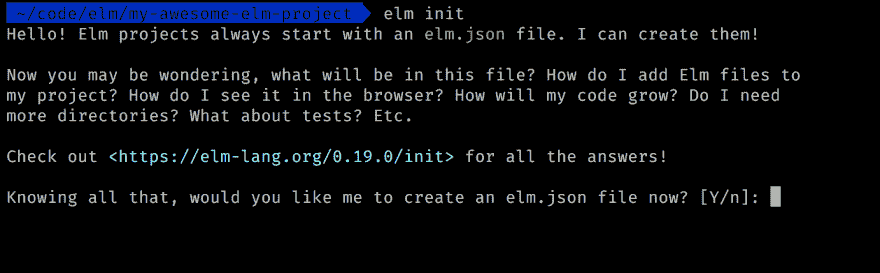 ~/code/elm/my-awesome-elm-project elm init
Hello! Elm projects always start with an elm.json file. I can create them!
Now you may be wondering, what will be in this file? How do I add Elm files to
my project? How do I see it in the browser? How will my code grow? Do I need
more directories? What about tests? Etc.
Check out <https://elm-lang.org/0.19.0/init> for all the answers!
Knowing all that, would you like me to create an elm.json file now? [Y/n]: